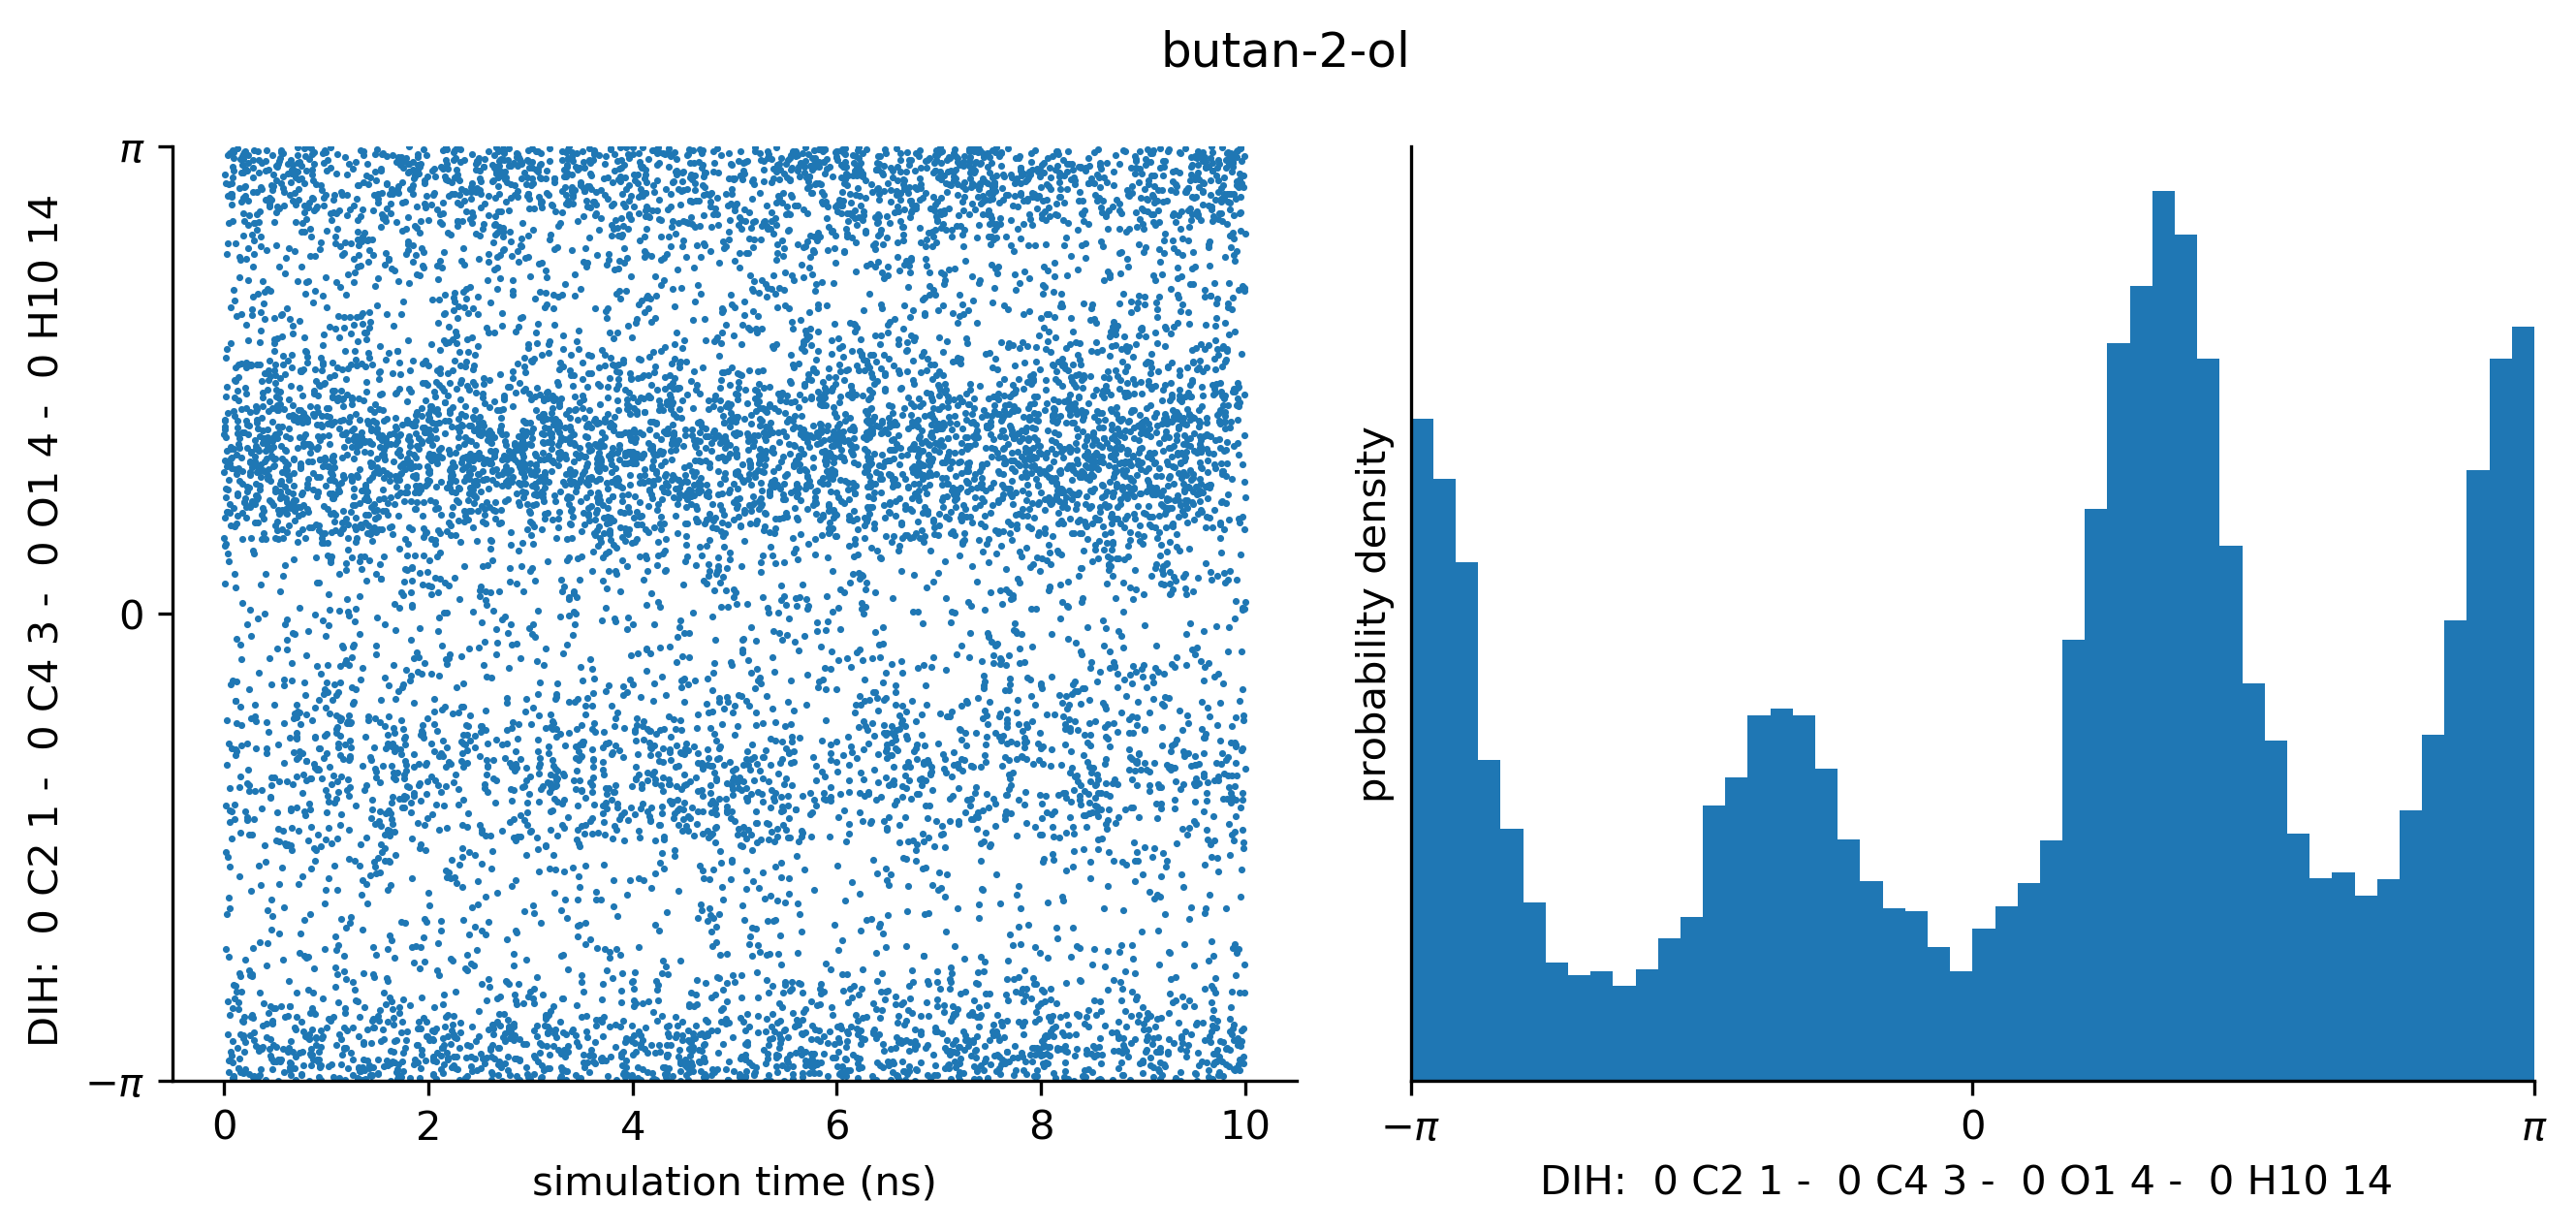 butan-2-ol
DIH:  0 C2 1 -  0 C4 3 -  0 O1 4 -  0 H10 14
π
0
−π
0 2 4 6 8 10
simulation time (ns)
probability density
−π 0 π
DIH:  0 C2 1 -  0 C4 3 -  0 O1 4 -  0 H10 14